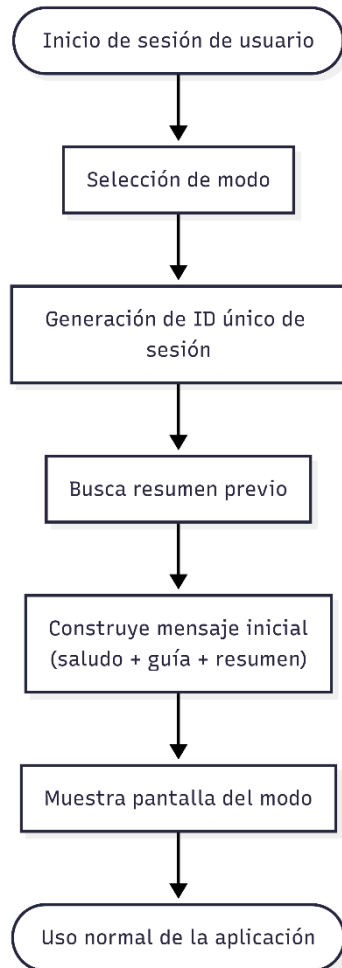 Inicio de sesión de usuario
Selección de modo
Generación de ID único de
sesión
Busca resumen previo
Construye mensaje inicial
(saludo + guía + resumen)
Muestra pantalla del modo
Uso normal de la aplicación